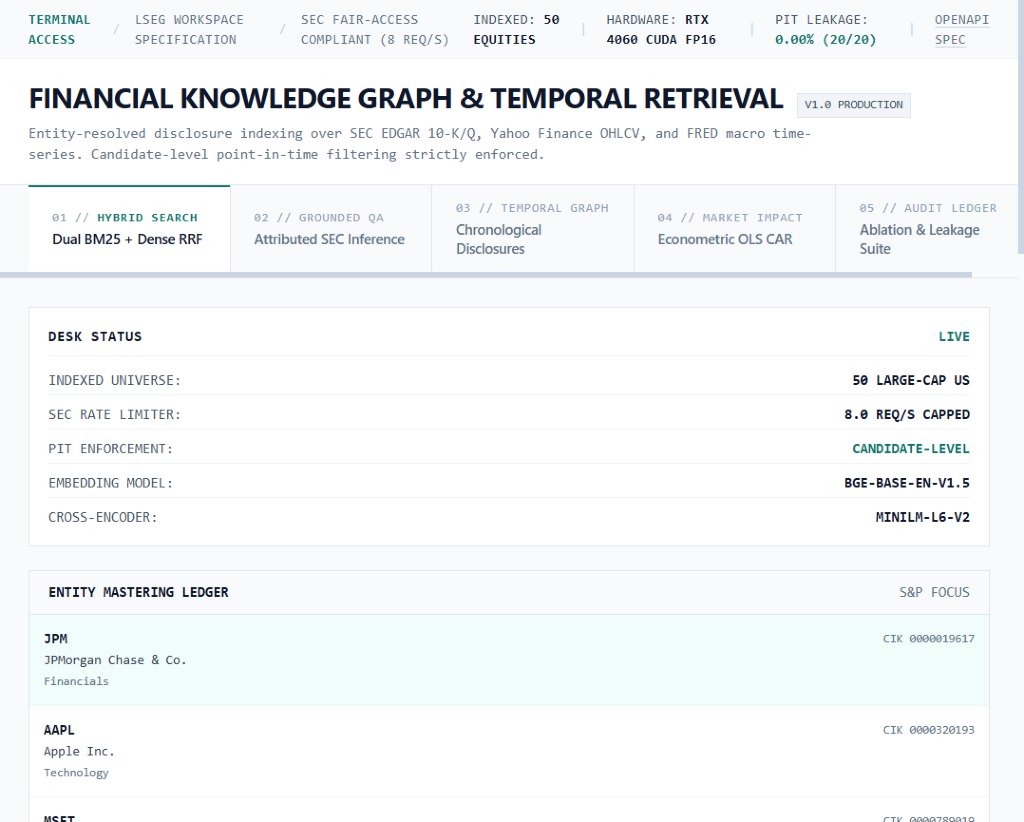 TERMINAL ACCESS / LSEG WORKSPACE SPECIFICATION / SEC FAIR-ACCESS COMPLIANT (8 REQ/S) INDEXED: 50 EQUITIES | HARDWARE: RTX 4060 CUDA FP16 | PIT LEAKAGE: 0.00% (20/20) | OPENAPI SPEC
FINANCIAL KNOWLEDGE GRAPH & TEMPORAL RETRIEVAL V1.0 PRODUCTION
Entity-resolved disclosure indexing over SEC EDGAR 10-K/Q, Yahoo Finance OHLCV, and FRED macro time-
series. Candidate-level point-in-time filtering strictly enforced.
01 // HYBRID SEARCH
Dual BM25 + Dense RRF
02 // GROUNDED QA
Attributed SEC Inference
03 // TEMPORAL GRAPH
Chronological
Disclosures
04 // MARKET IMPACT
Econometric OLS CAR
05 // AUDIT LEDGER
Ablation & Leakage
Suite
DESK STATUS LIVE
INDEXED UNIVERSE: 50 LARGE-CAP US
SEC RATE LIMITER: 8.0 REQ/S CAPPED
PIT ENFORCEMENT: CANDIDATE-LEVEL
EMBEDDING MODEL: BGE-BASE-EN-V1.5
CROSS-ENCODER: MINILM-L6-V2
ENTITY MASTERING LEDGER S&P FOCUS
JPM CIK 0000019617
JPMorgan Chase & Co.
Financials
AAPL CIK 0000320193
Apple Inc.
Technology
MSFT CIK 0000789019